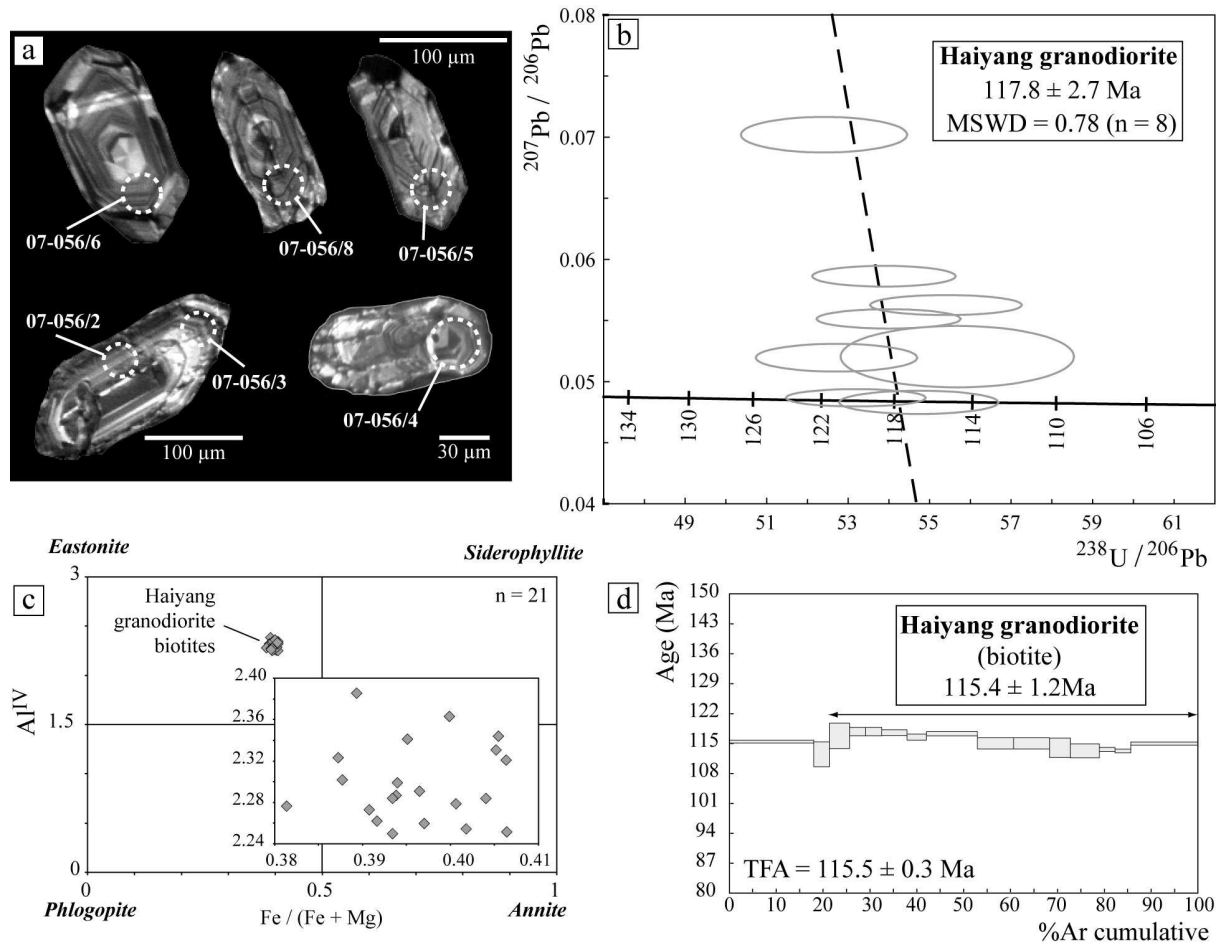 a
100 µm
07-056/6
07-056/8
07-056/5
07-056/2
07-056/3
07-056/4
100 µm
30 µm
b
0.08
0.07
0.06
0.05
0.04
207Pb / 206Pb
Haiyang granodiorite
117.8 ± 2.7 Ma
MSWD = 0.78 (n = 8)
134 130 126 122 118 114 110 106
49 51 53 55 57 59 61
238U / 206Pb
c
Eastonite Siderophyllite
3
1.5
0
AlIV
n = 21
Haiyang
granodiorite
biotites
2.40
2.36
2.32
2.28
2.24
0.38 0.39 0.40 0.41
0 0.5 1
Phlogopite Fe / (Fe + Mg) Annite
d
Age (Ma)
150
143
136
129
122
115
108
101
94
87
80
Haiyang granodiorite
(biotite)
115.4 ± 1.2Ma
TFA = 115.5 ± 0.3 Ma
0 10 20 30 40 50 60 70 80 90 100
%Ar cumulative